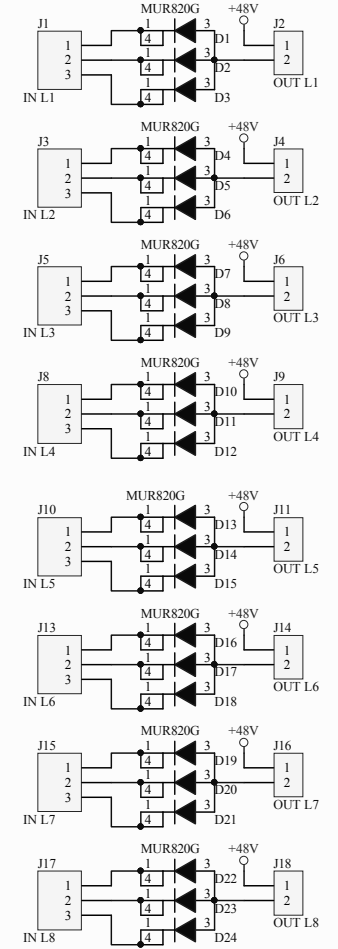 MUR820G +48V
J1 1 3 D1 J2
1 4 1
2 1 3 D2 2
3 4
1 3 D3 OUT L1
IN L1 4
MUR820G +48V
J3 1 3 D4 J4
1 4 1
2 1 3 D5 2
3 4
1 3 D6 OUT L2
IN L2 4
MUR820G +48V
J5 1 3 D7 J6
1 4 1
2 1 3 D8 2
3 4
1 3 D9 OUT L3
IN L3 4
MUR820G +48V
J8 1 3 D10 J9
1 4 1
2 1 3 D11 2
3 4
1 3 D12 OUT L4
IN L4 4
MUR820G +48V
J10 1 3 D13 J11
1 4 1
2 1 3 D14 2
3 4
1 3 D15 OUT L5
IN L5 4
MUR820G +48V
J13 1 3 D16 J14
1 4 1
2 1 3 D17 2
3 4
1 3 D18 OUT L6
IN L6 4
MUR820G +48V
J15 1 3 D19 J16
1 4 1
2 1 3 D20 2
3 4
1 3 D21 OUT L7
IN L7 4
MUR820G +48V
J17 1 3 D22 J18
1 4 1
2 1 3 D23 2
3 4
1 3 D24 OUT L8
IN L8 4